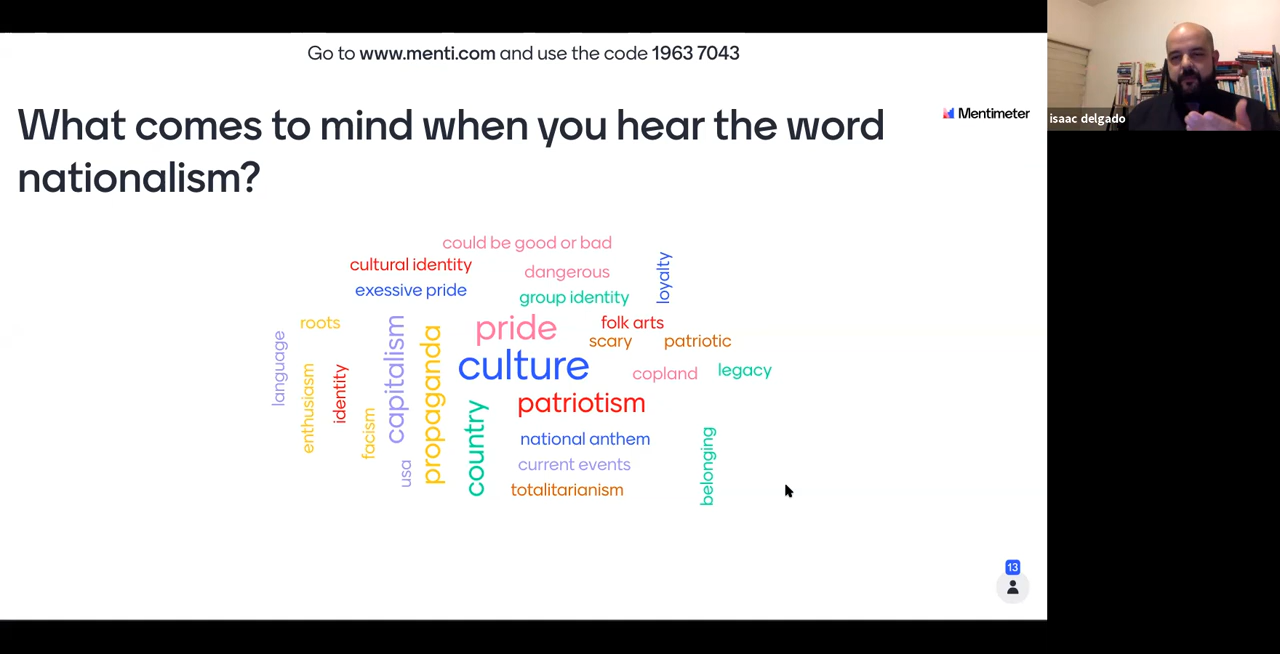 Go to www.menti.com and use the code 1963 7043
What comes to mind when you hear the word
nationalism?
Mentimeter
isaac delgado
could be good or bad
cultural identity
dangerous
loyalty
exessive pride
group identity
roots
pride
folk arts
scary
patriotic
language
enthusiasm
identity
facism
capitalism
usa
propaganda
culture
copland
legacy
country
patriotism
national anthem
current events
totalitarianism
belonging
13